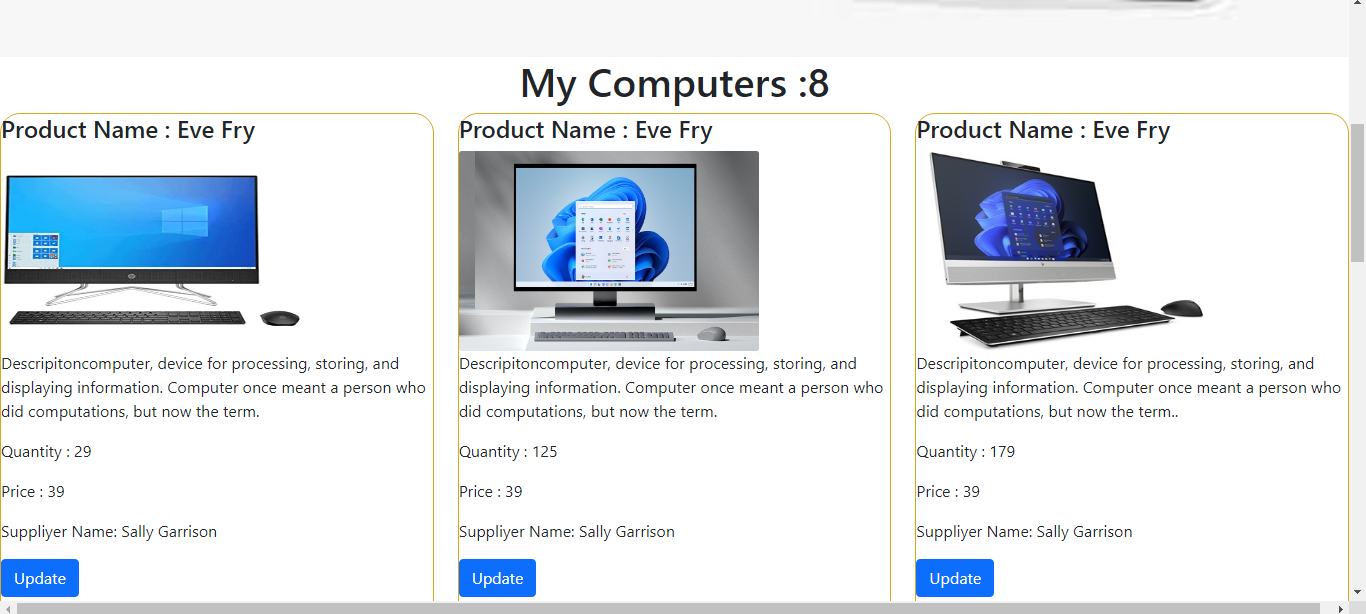 My Computers :8
Product Name : Eve Fry
Descripitoncomputer, device for processing, storing, and
displaying information. Computer once meant a person who
did computations, but now the term.
Quantity : 29
Price : 39
Suppliyer Name: Sally Garrison
Update
Product Name : Eve Fry
Descripitoncomputer, device for processing, storing, and
displaying information. Computer once meant a person who
did computations, but now the term.
Quantity : 125
Price : 39
Suppliyer Name: Sally Garrison
Update
Product Name : Eve Fry
Descripitoncomputer, device for processing, storing, and
displaying information. Computer once meant a person who
did computations, but now the term..
Quantity : 179
Price : 39
Suppliyer Name: Sally Garrison
Update